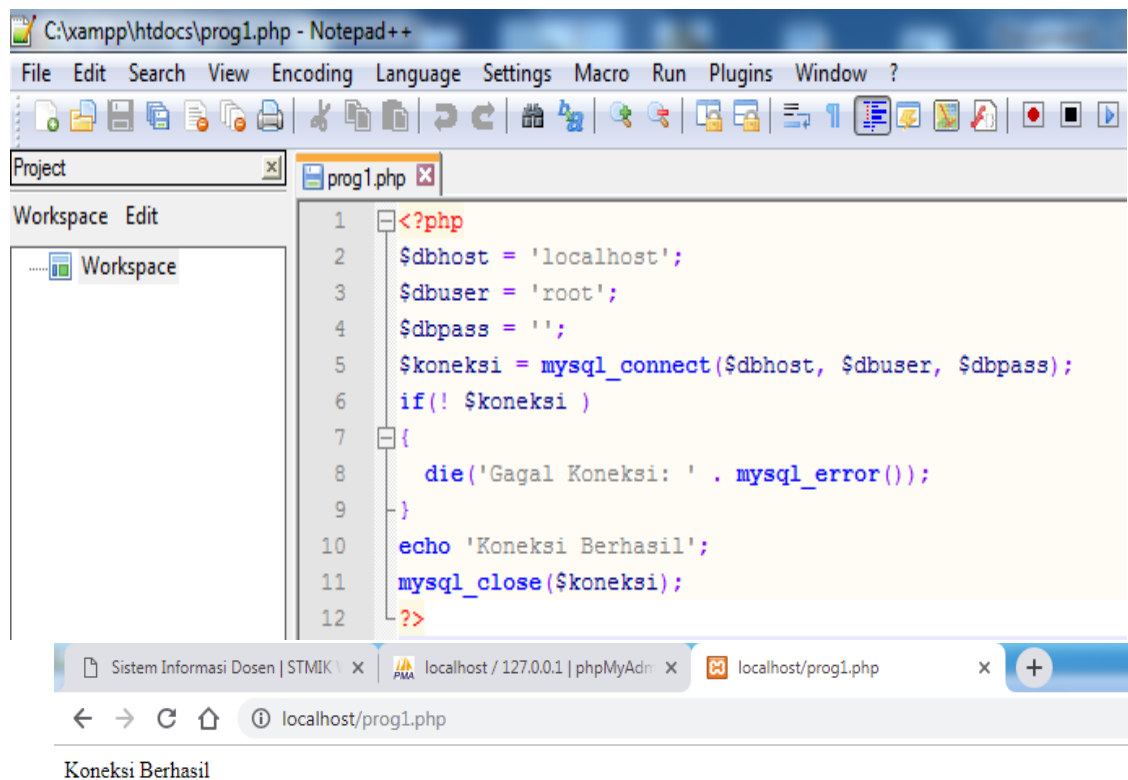 C:\xampp\htdocs\prog1.php - Notepad++
File Edit Search View Encoding Language Settings Macro Run Plugins Window ?
Project
prog1.php
Workspace Edit
Workspace
1 <?php
2 $dbhost = 'localhost';
3 $dbuser = 'root';
4 $dbpass = '';
5 $koneksi = mysql_connect($dbhost, $dbuser, $dbpass);
6 if(! $koneksi )
7 {
8 die('Gagal Koneksi: ' . mysql_error());
9 }
10 echo 'Koneksi Berhasil';
11 mysql_close($koneksi);
12 ?>
Sistem Informasi Dosen | STMIK
PMA localhost / 127.0.0.1 | phpMyAdm
localhost/prog1.php
localhost/prog1.php
Koneksi Berhasil